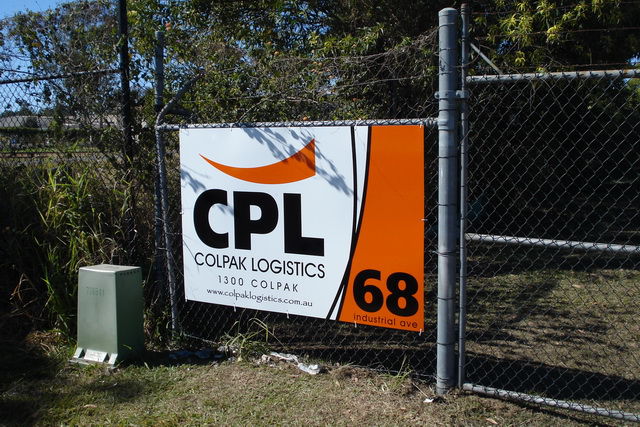 CPL
COLPAK LOGISTICS
1300 COLPAK
www.colpaklogistics.com.au
68
industrial ave